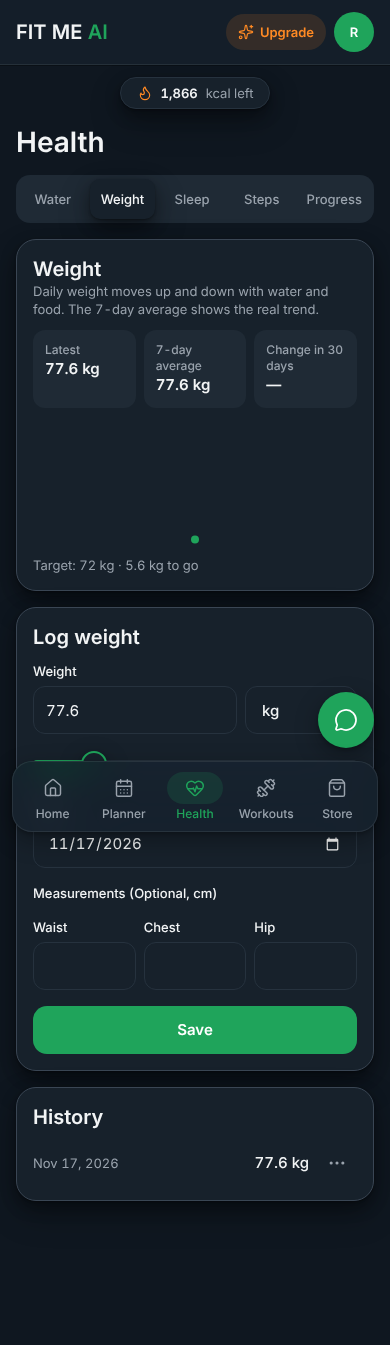 FIT ME AI
Upgrade
R
1,866 kcal left
Health
Water Weight Sleep Steps Progress
Weight
Daily weight moves up and down with water and
food. The 7-day average shows the real trend.
Latest
77.6 kg
7-day
average
77.6 kg
Change in 30
days
—
Target: 72 kg · 5.6 kg to go
Log weight
Weight
77.6
kg
Home Planner Health Workouts Store
11/17/2026
Measurements (Optional, cm)
Waist Chest Hip
Save
History
Nov 17, 2026 77.6 kg